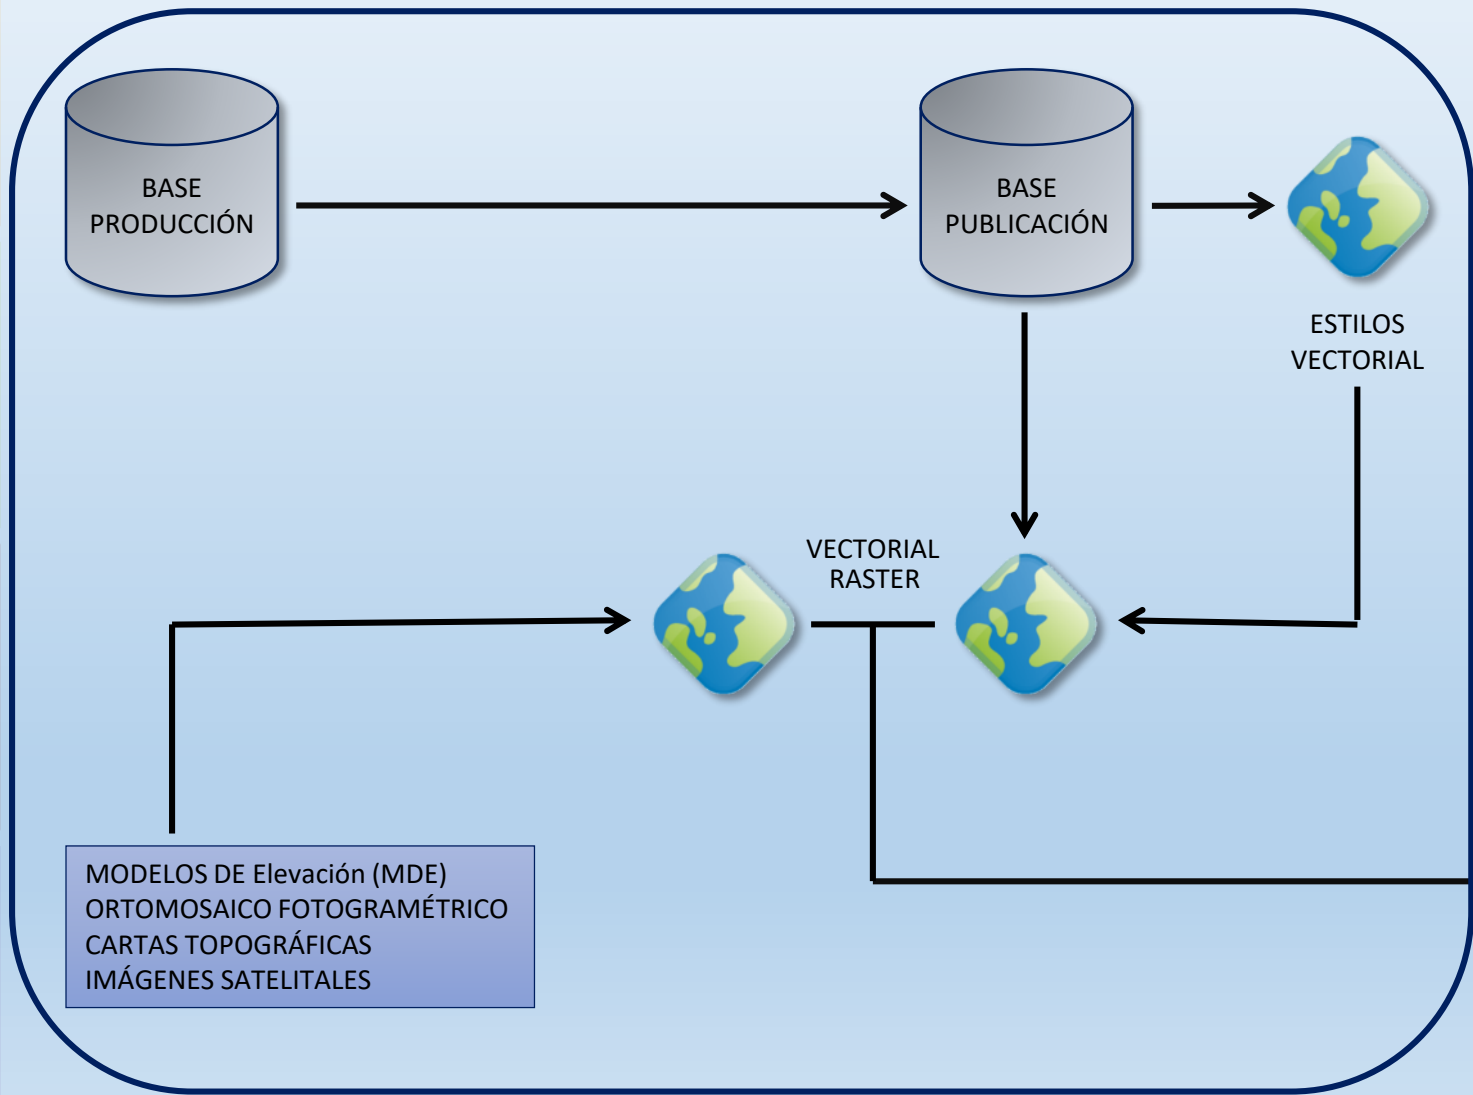 BASE
PRODUCCIÓN
BASE
PUBLICACIÓN
ESTILOS
VECTORIAL
VECTORIAL
RASTER
MODELOS DE Elevación (MDE)
ORTOMOSAICO FOTOGRAMÉTRICO
CARTAS TOPOGRÁFICAS
IMÁGENES SATELITALES